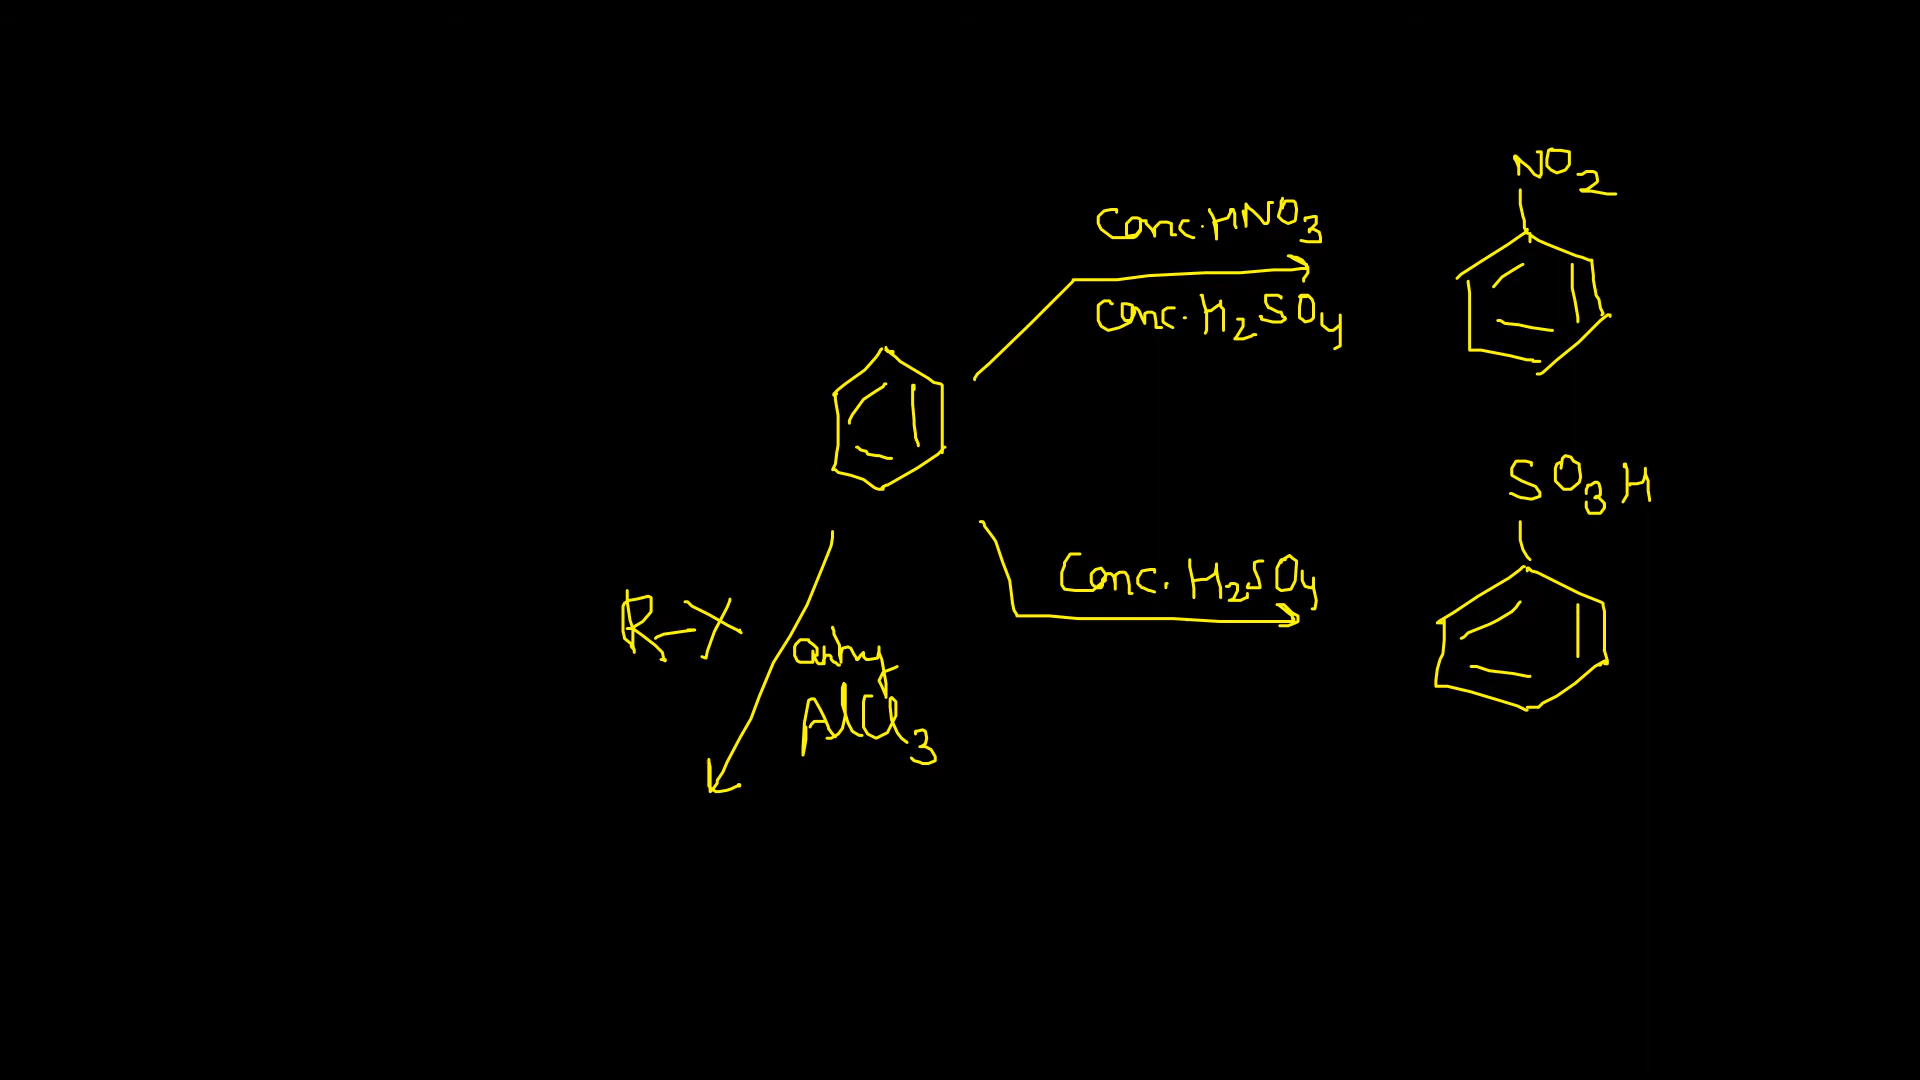 NO2
Conc. HNO3
Conc. H2SO4
SO3H
Conc. H2SO4
R-X
anhy
AlCl3